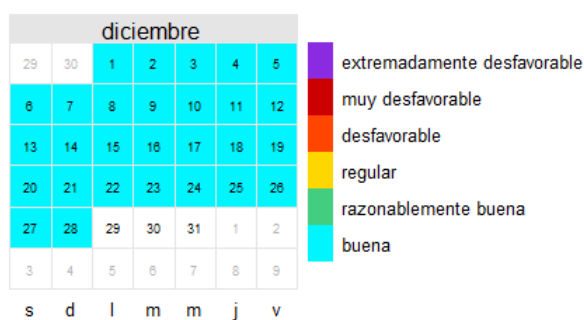 diciembre
29 30 1 2 3 4 5
6 7 8 9 10 11 12
13 14 15 16 17 18 19
20 21 22 23 24 25 26
27 28 29 30 31 1 2
3 4 5 6 7 8 9
s d l m m j v
extremadamente desfavorable
muy desfavorable
desfavorable
regular
razonablemente buena
buena